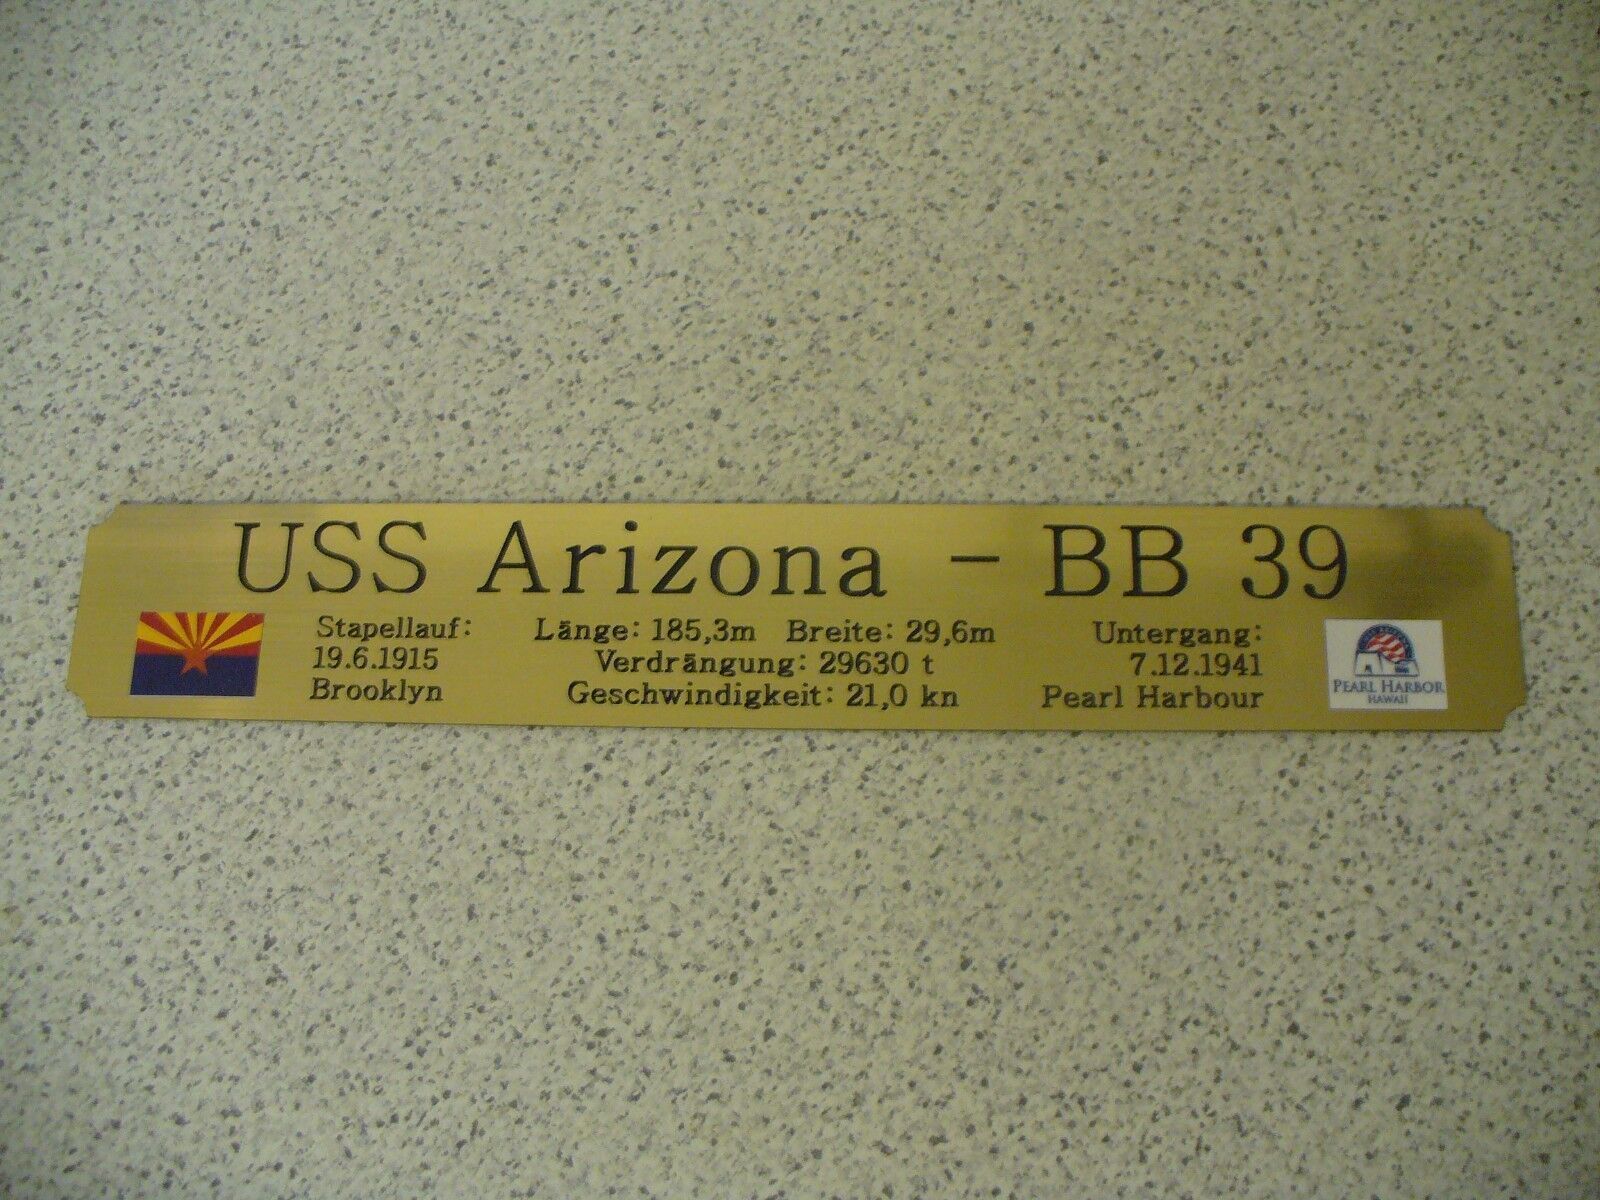 USS Arizona – BB 39
Stapellauf:
19.6.1915
Brooklyn
Länge: 185,3m Breite: 29,6m
Verdrängung: 29630 t
Geschwindigkeit: 21,0 kn
Untergang:
7.12.1941
Pearl Harbour
PEARL HARBOR
HAWAII